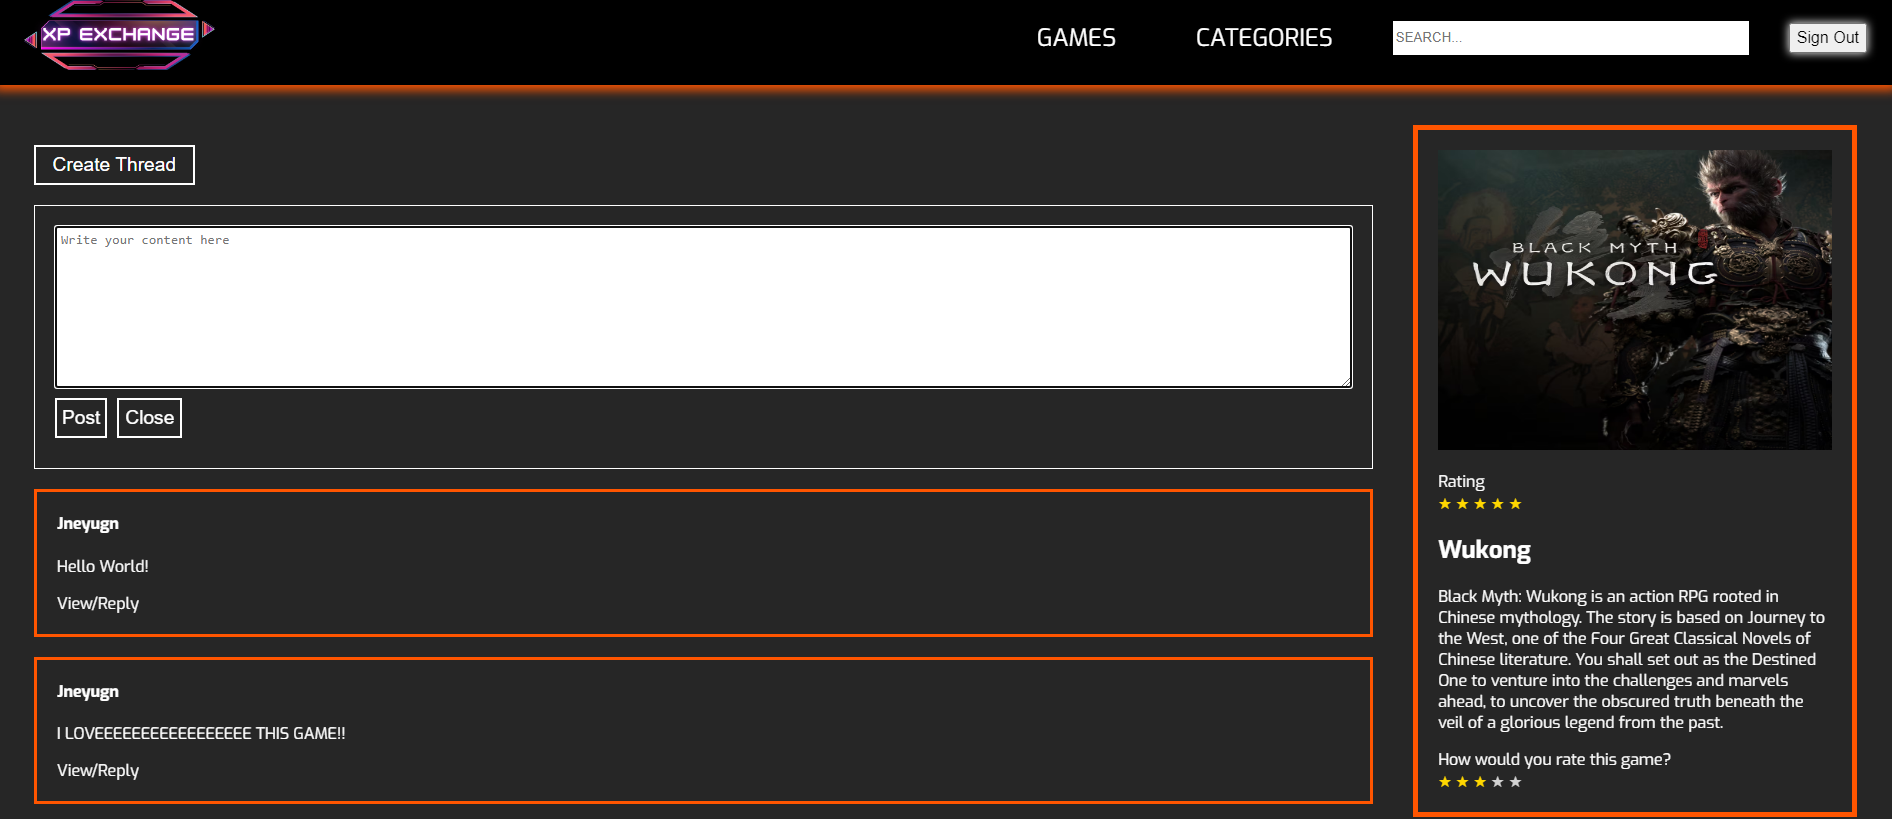 XP EXCHANGE
GAMES
CATEGORIES
SEARCH...
Sign Out
Create Thread
Write your content here
Post
Close
Jneyugn
Hello World!
View/Reply
Jneyugn
I LOVEEEEEEEEEEEEEEEEE THIS GAME!!
View/Reply
BLACK MYTH
WUKONG
Rating
Wukong
Black Myth: Wukong is an action RPG rooted in
Chinese mythology. The story is based on Journey to
the West, one of the Four Great Classical Novels of
Chinese literature. You shall set out as the Destined
One to venture into the challenges and marvels
ahead, to uncover the obscured truth beneath the
veil of a glorious legend from the past.
How would you rate this game?